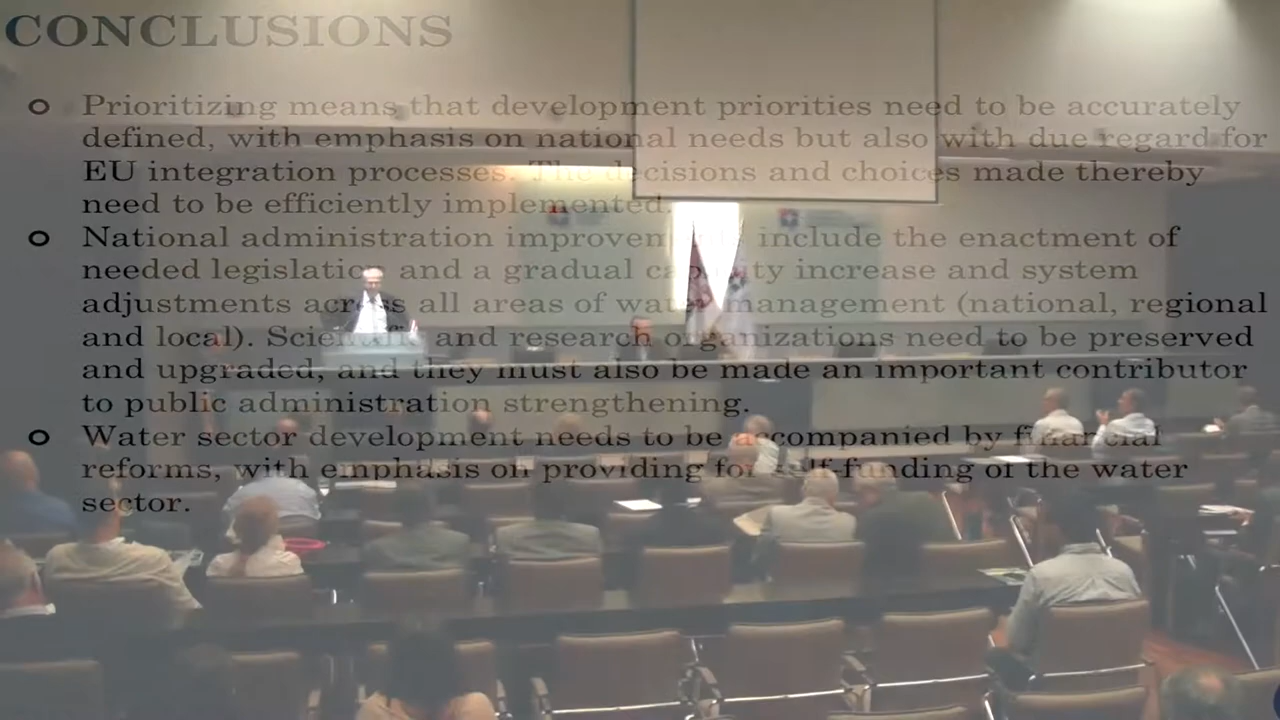 CONCLUSIONS
Prioritizing means that development priorities need to be accurately
defined, with emphasis on national needs but also with due regard for
EU integration processes. The decisions and choices made thereby
need to be efficiently implemented.
National administration improvements include the enactment of
needed legislation and a gradual capacity increase and system
adjustments across all areas of water management (national, regional
and local). Scientific and research organizations need to be preserved
and upgraded, and they must also be made an important contributor
to public administration strengthening.
Water sector development needs to be accompanied by financial
reforms, with emphasis on providing for self-funding of the water
sector.